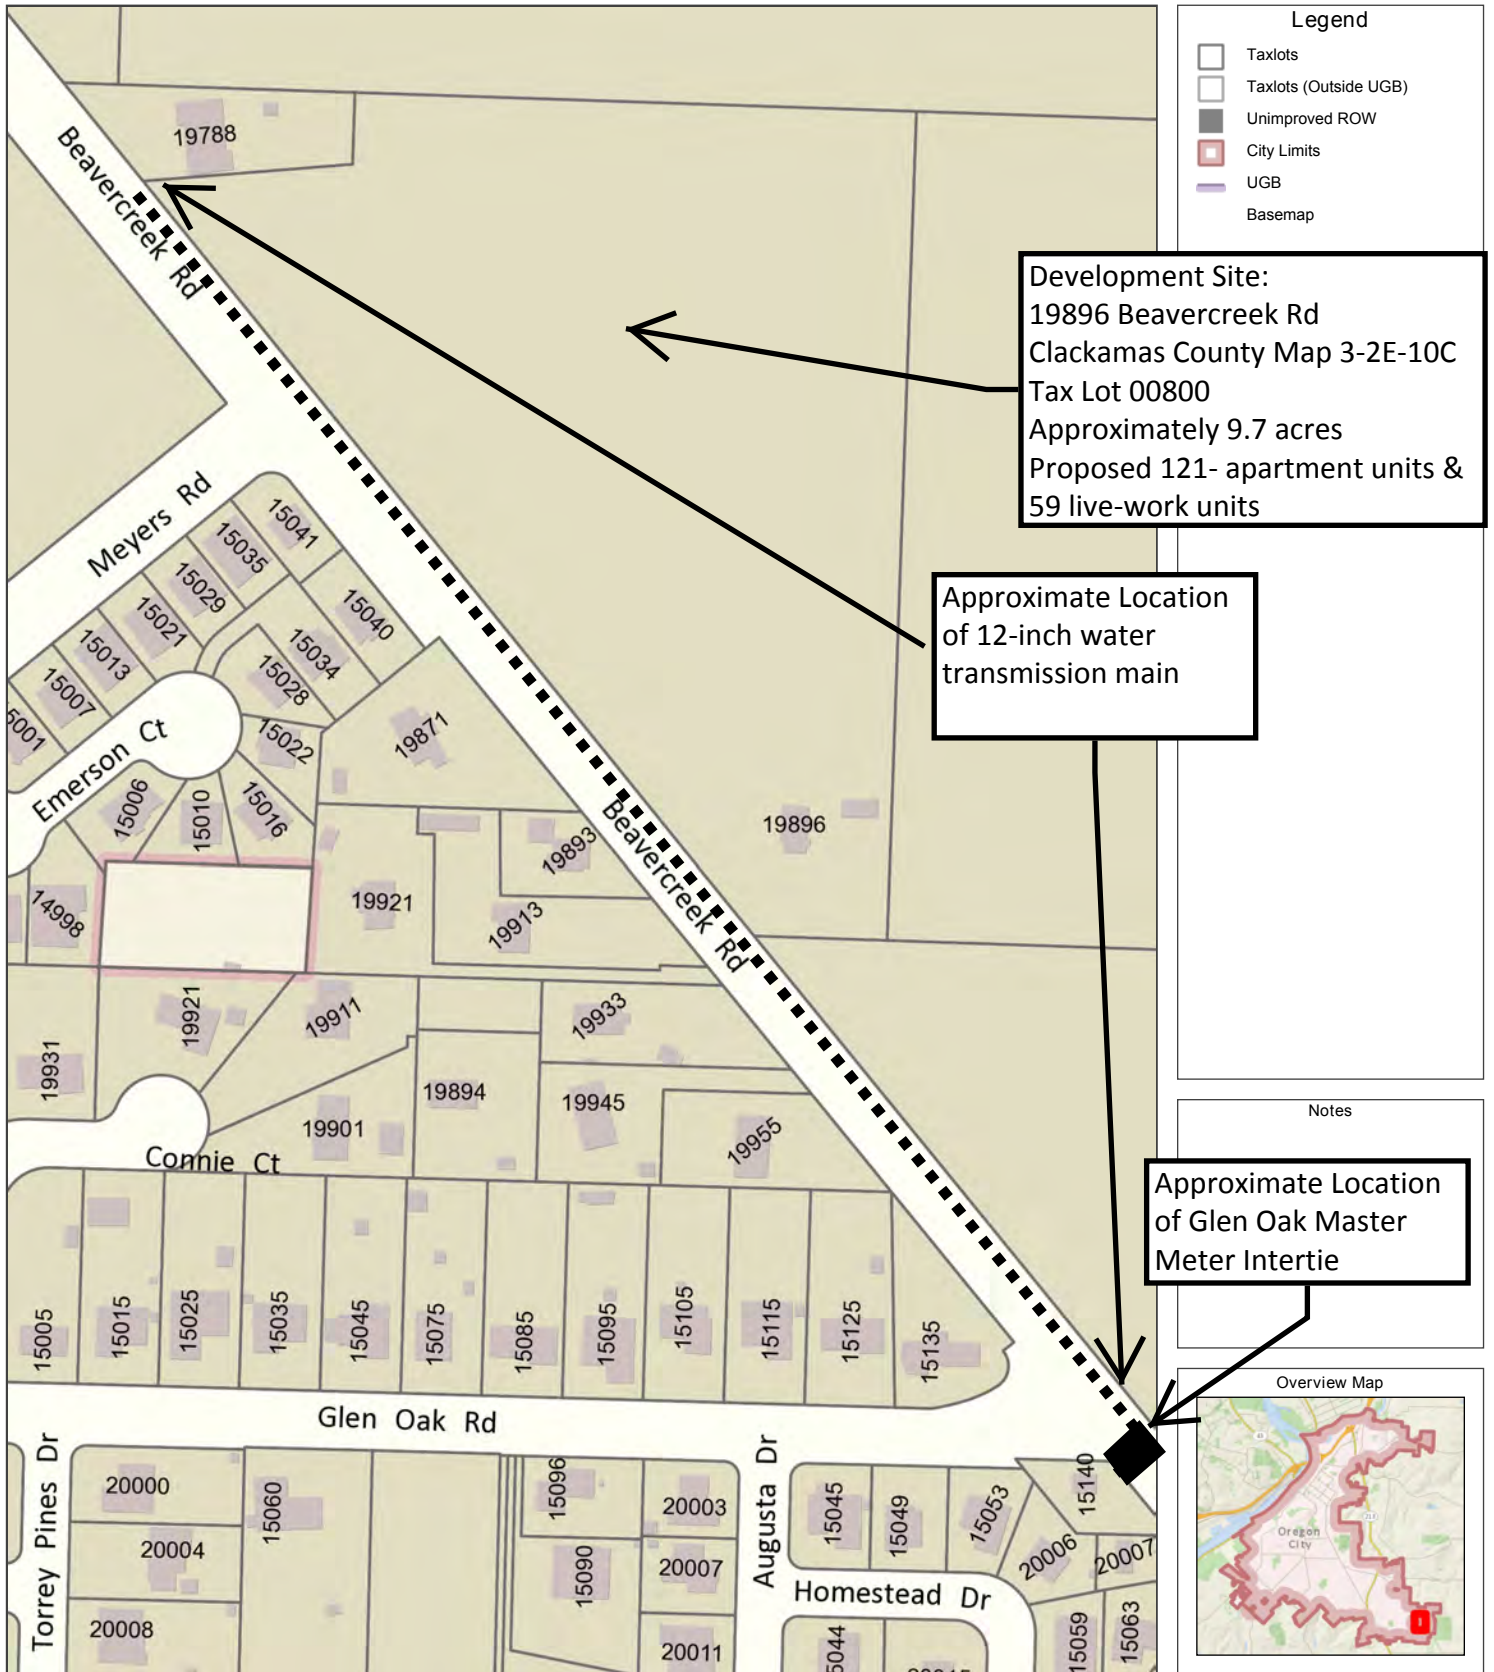 Legend
Taxlots
Taxlots (Outside UGB)
Unimproved ROW
City Limits
UGB
Basemap
Development Site:
19896 Beavercreek Rd
Clackamas County Map 3-2E-10C
Tax Lot 00800
Approximately 9.7 acres
Proposed 121- apartment units &
59 live-work units
Approximate Location
of 12-inch water
transmission main
Notes
Approximate Location
of Glen Oak Master
Meter Intertie
Overview Map
Oregon
City
213
19788
Beavercreek Rd
Meyers Rd
15041
15035
15029
15021
15013
15007
5001
15040
15034
15028
15022
15016
15010
15006
Emerson Ct
14998
19871
Beavercreek Rd
19896
19893
19921
19913
19921
19911
19933
19931
19894
19945
19901
19955
Connie Ct
15005
15015
15025
15035
15045
15075
15085
15095
15105
15115
15125
15135
Glen Oak Rd
Torrey Pines Dr
20000
20004
20008
15060
15096
15090
20003
20007
20011
Augusta Dr
15045
15049
15053
15140
20006
20007
Homestead Dr
5044
15059
15063